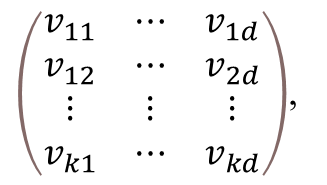 v₁₁ ⋯ v₁d
v₁₂ ⋯ v₂d
⋮ ⋮ ⋮
vₖ₁ ⋯ vₖd ,